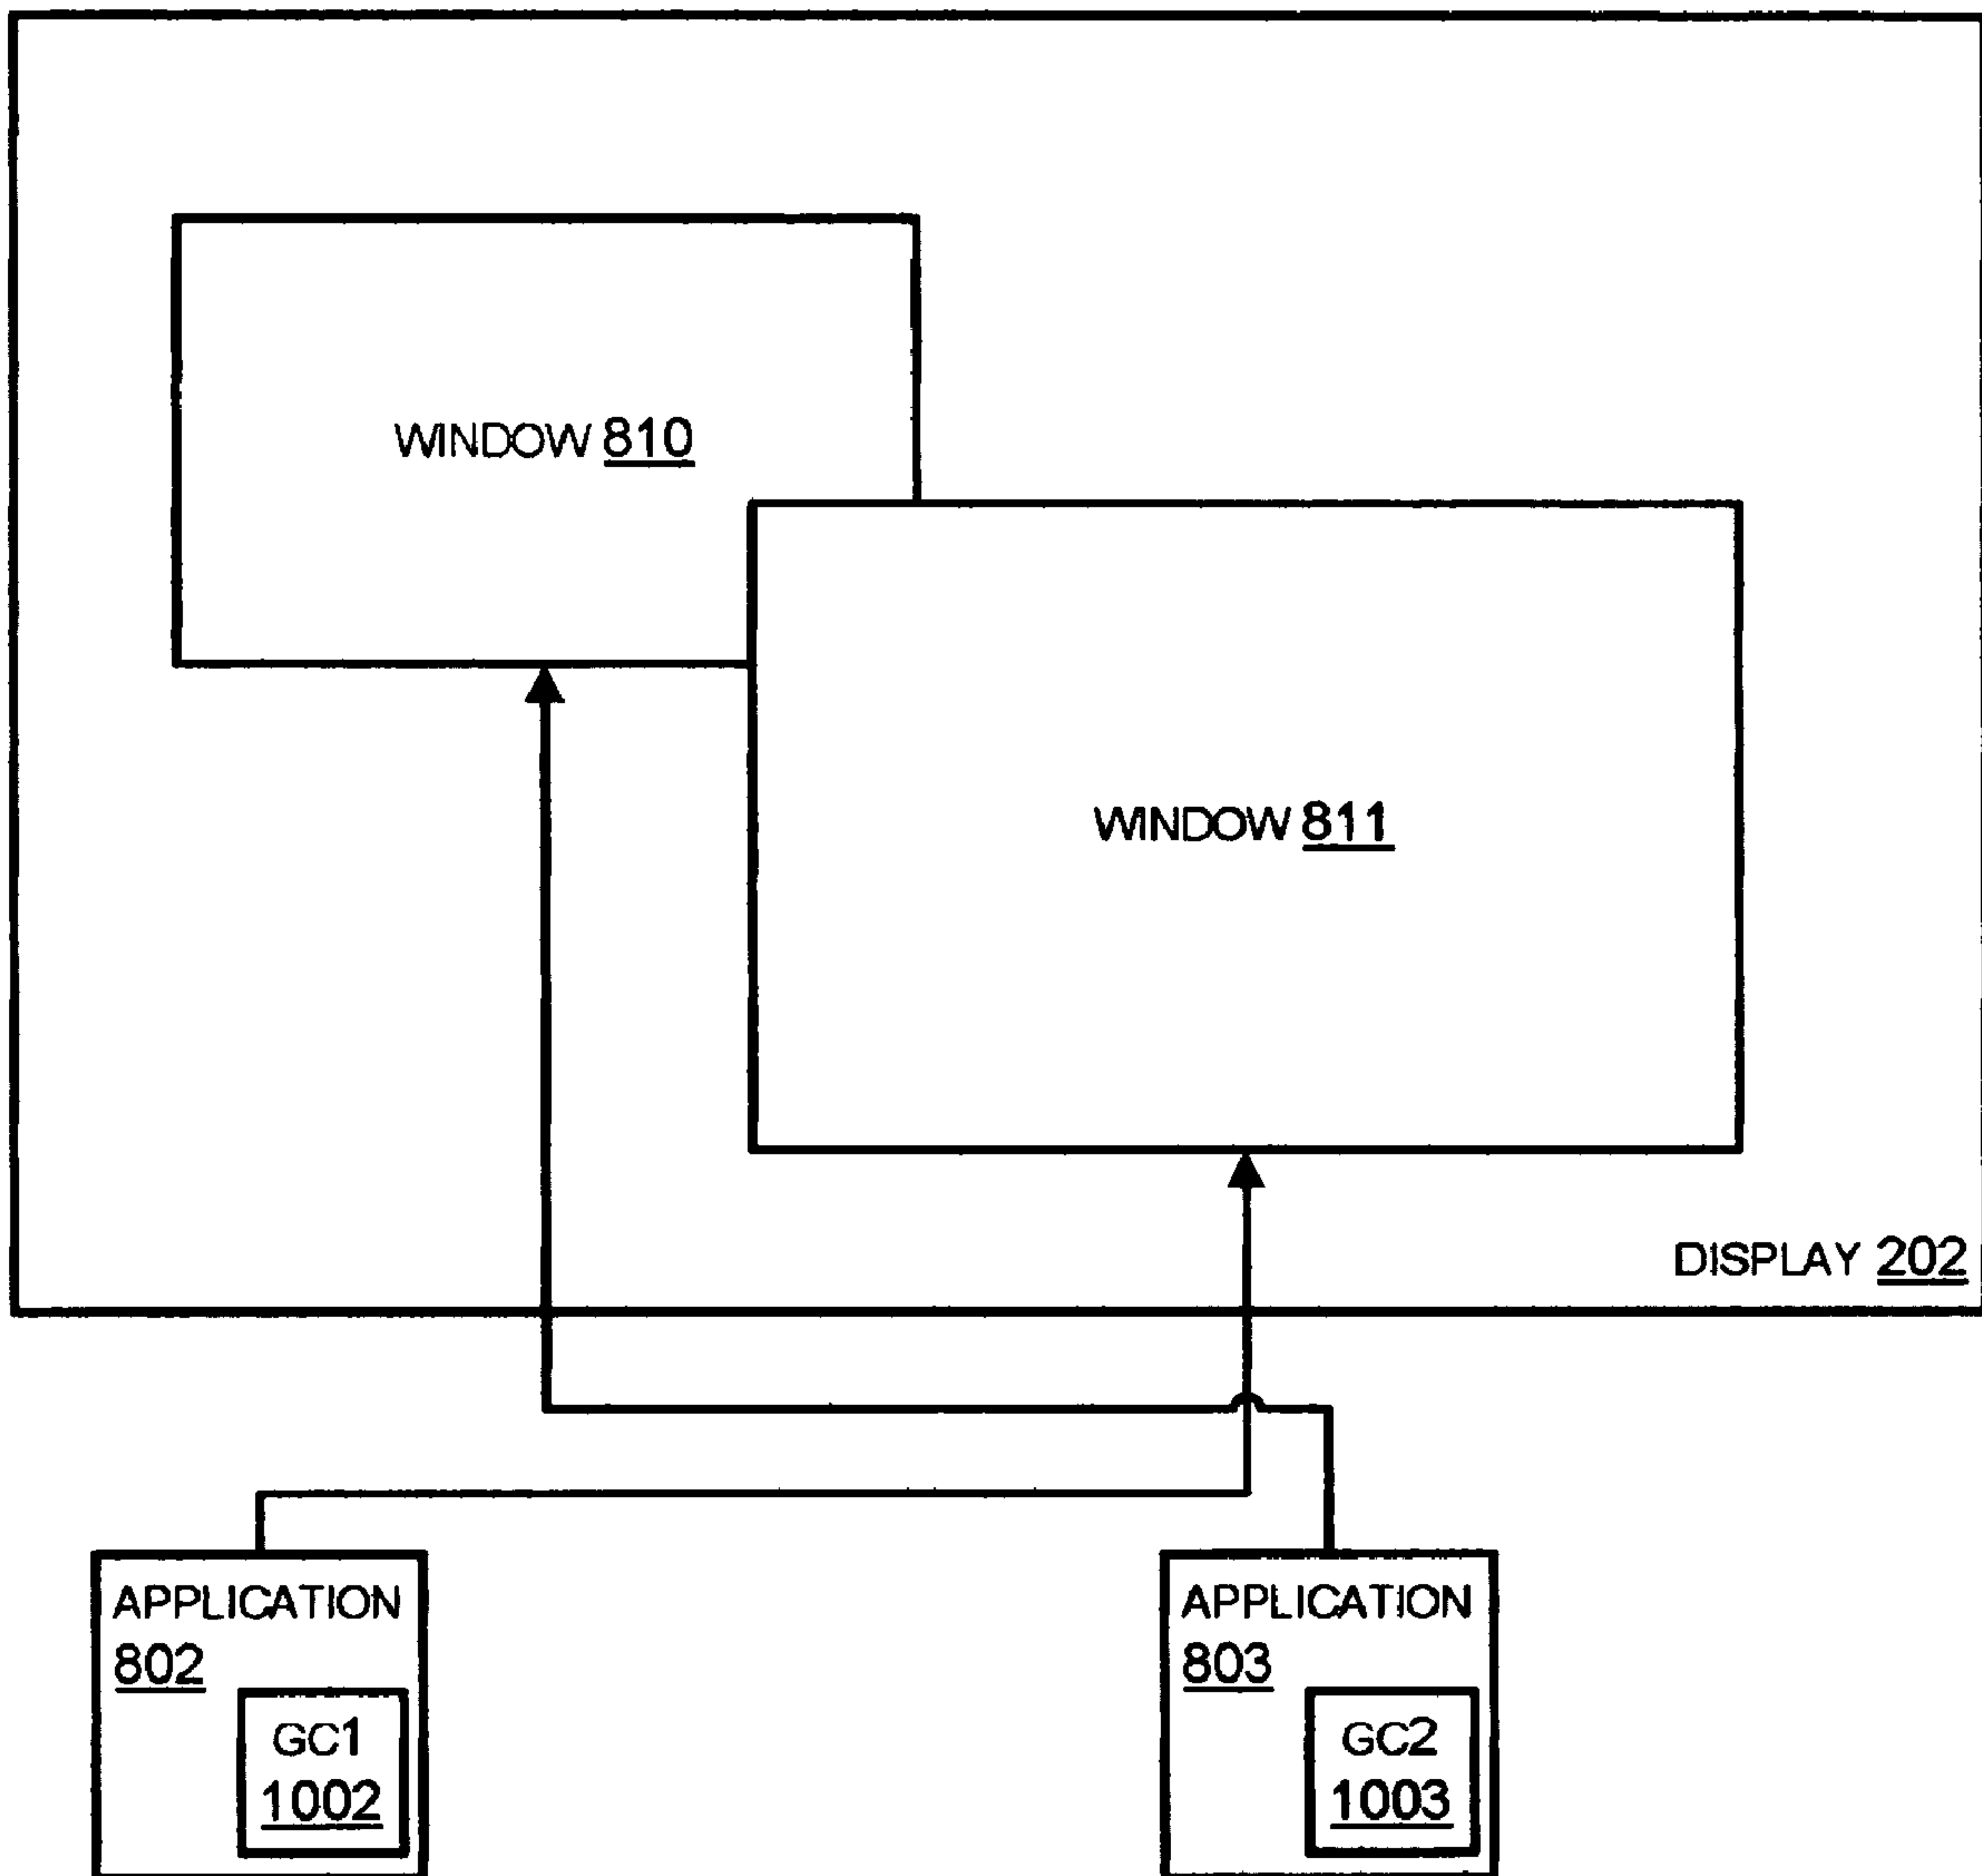 WINDOW 810
WINDOW 811
DISPLAY 202
APPLICATION
802
GC1
1002
APPLICATION
803
GC2
1003